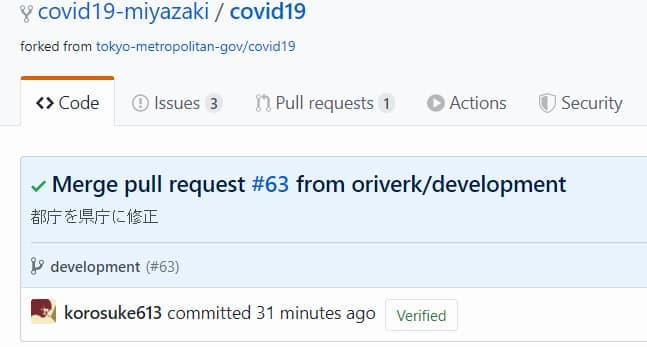 covid19-miyazaki / covid19
forked from tokyo-metropolitan-gov/covid19
Code Issues 3 Pull requests 1 Actions Security
Merge pull request #63 from oriverk/development
都庁を県庁に修正
development (#63)
korosuke613 committed 31 minutes ago Verified